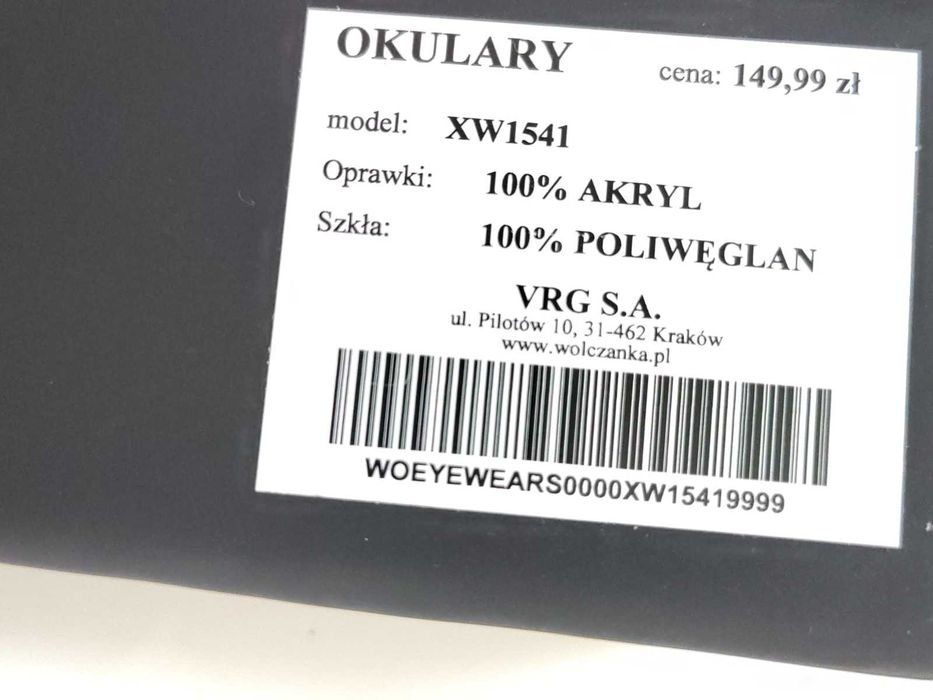 OKULARY cena: 149,99 zł
model: XW1541
Oprawki: 100% AKRYL
Szkła: 100% POLIWĘGLAN
VRG S.A.
ul. Pilotów 10, 31-462 Kraków
www.wolczanka.pl
WOEYEWEARS0000XW15419999